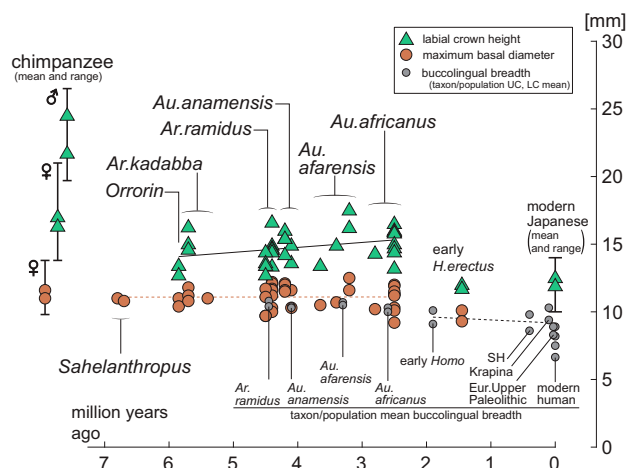 [mm]
labial crown height
maximum basal diameter
buccolingual breadth
(taxon/population UC, LC mean)
chimpanzee
(mean and range)
♂
♀
♀
Au.anamensis
Ar.ramidus
Ar.kadabba
Orrorin
Au.africanus
Au.
afarensis
early
H.erectus
modern
Japanese
(mean
and range)
Sahelanthropus
Ar.
ramidus
Au.
anamensis
Au.
afarensis
Au.
africanus
early Homo
SH
Krapina
Eur.Upper
Paleolithic
modern
human
taxon/population mean buccolingual breadth
million years
ago
30
25
20
15
10
5
0
7 6 5 4 3 2 1 0